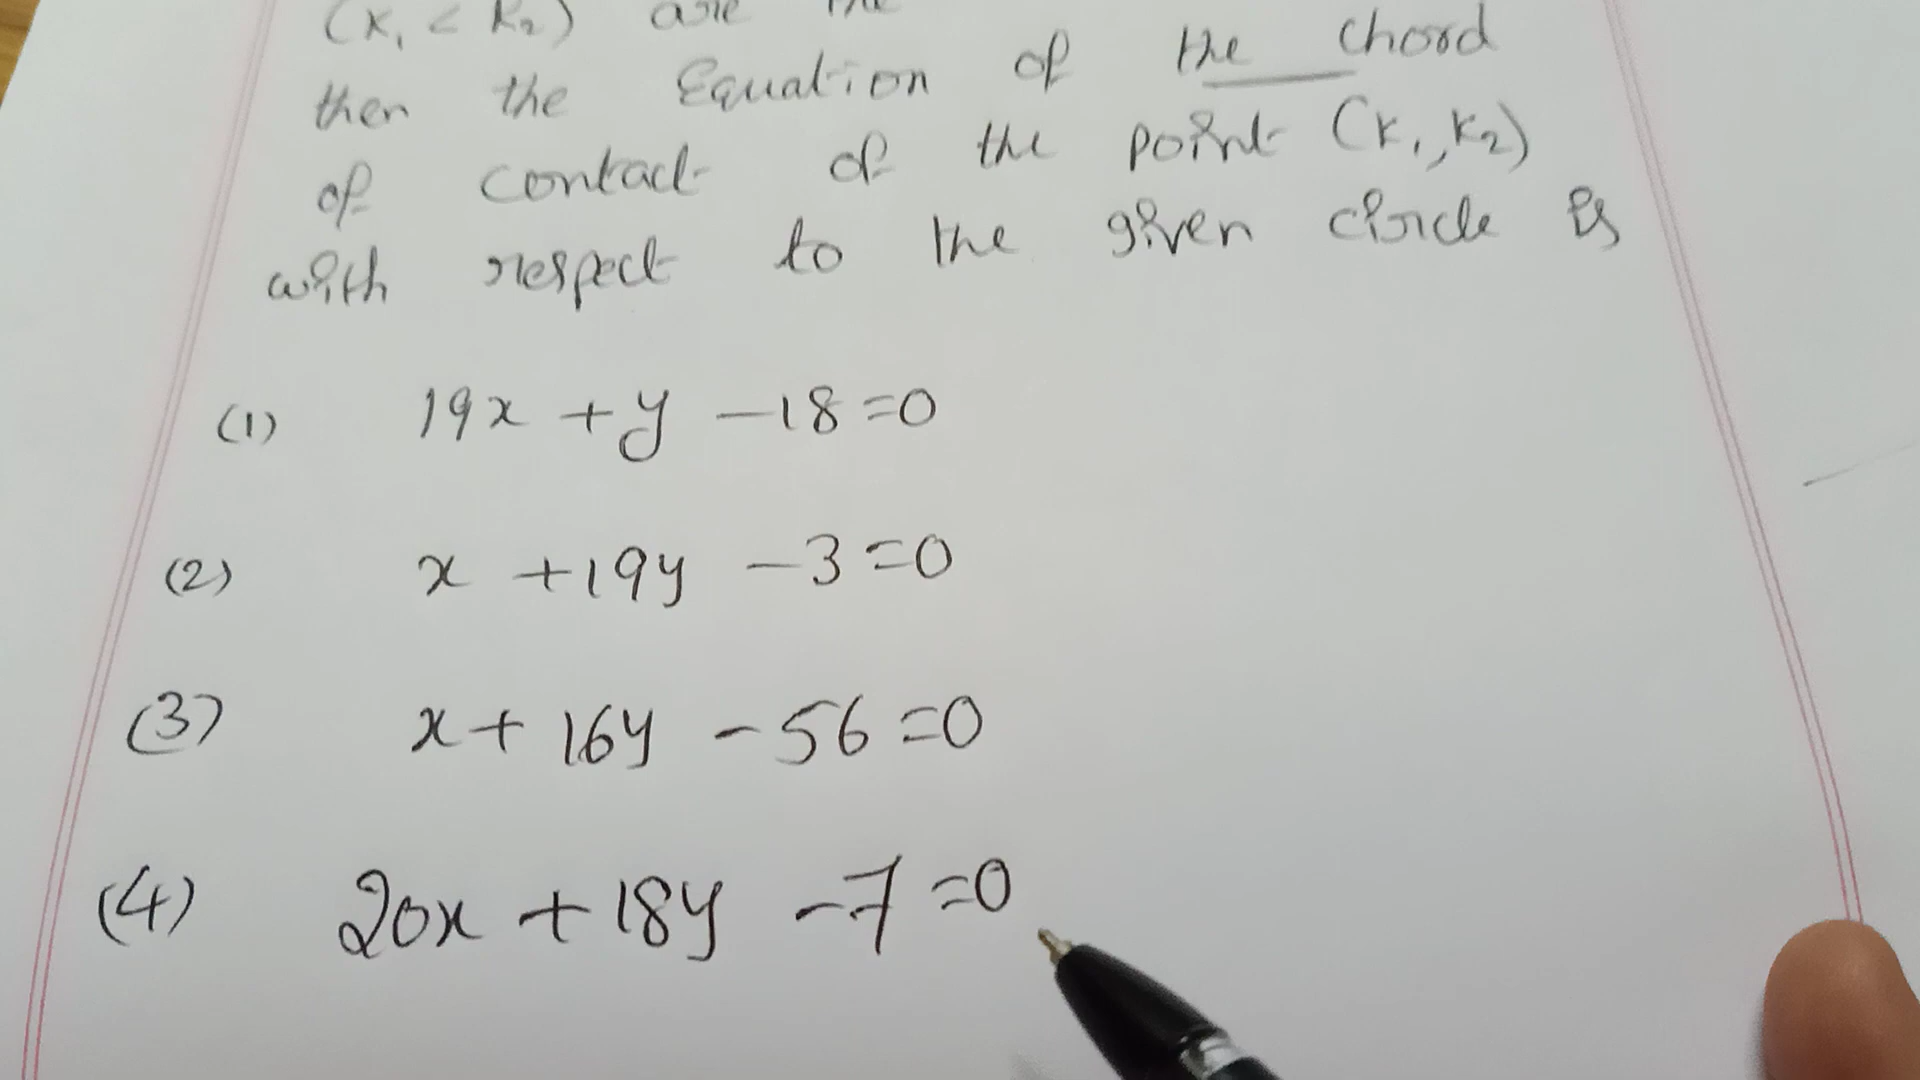 (K₁ < K₂) are the
then the Equation of the chord
of contact of the point (K₁, K₂)
with respect to the given circle is
(1) 19x + y - 18 = 0
(2) x + 19y - 3 = 0
(3) x + 16y - 56 = 0
(4) 20x + 18y - 7 = 0